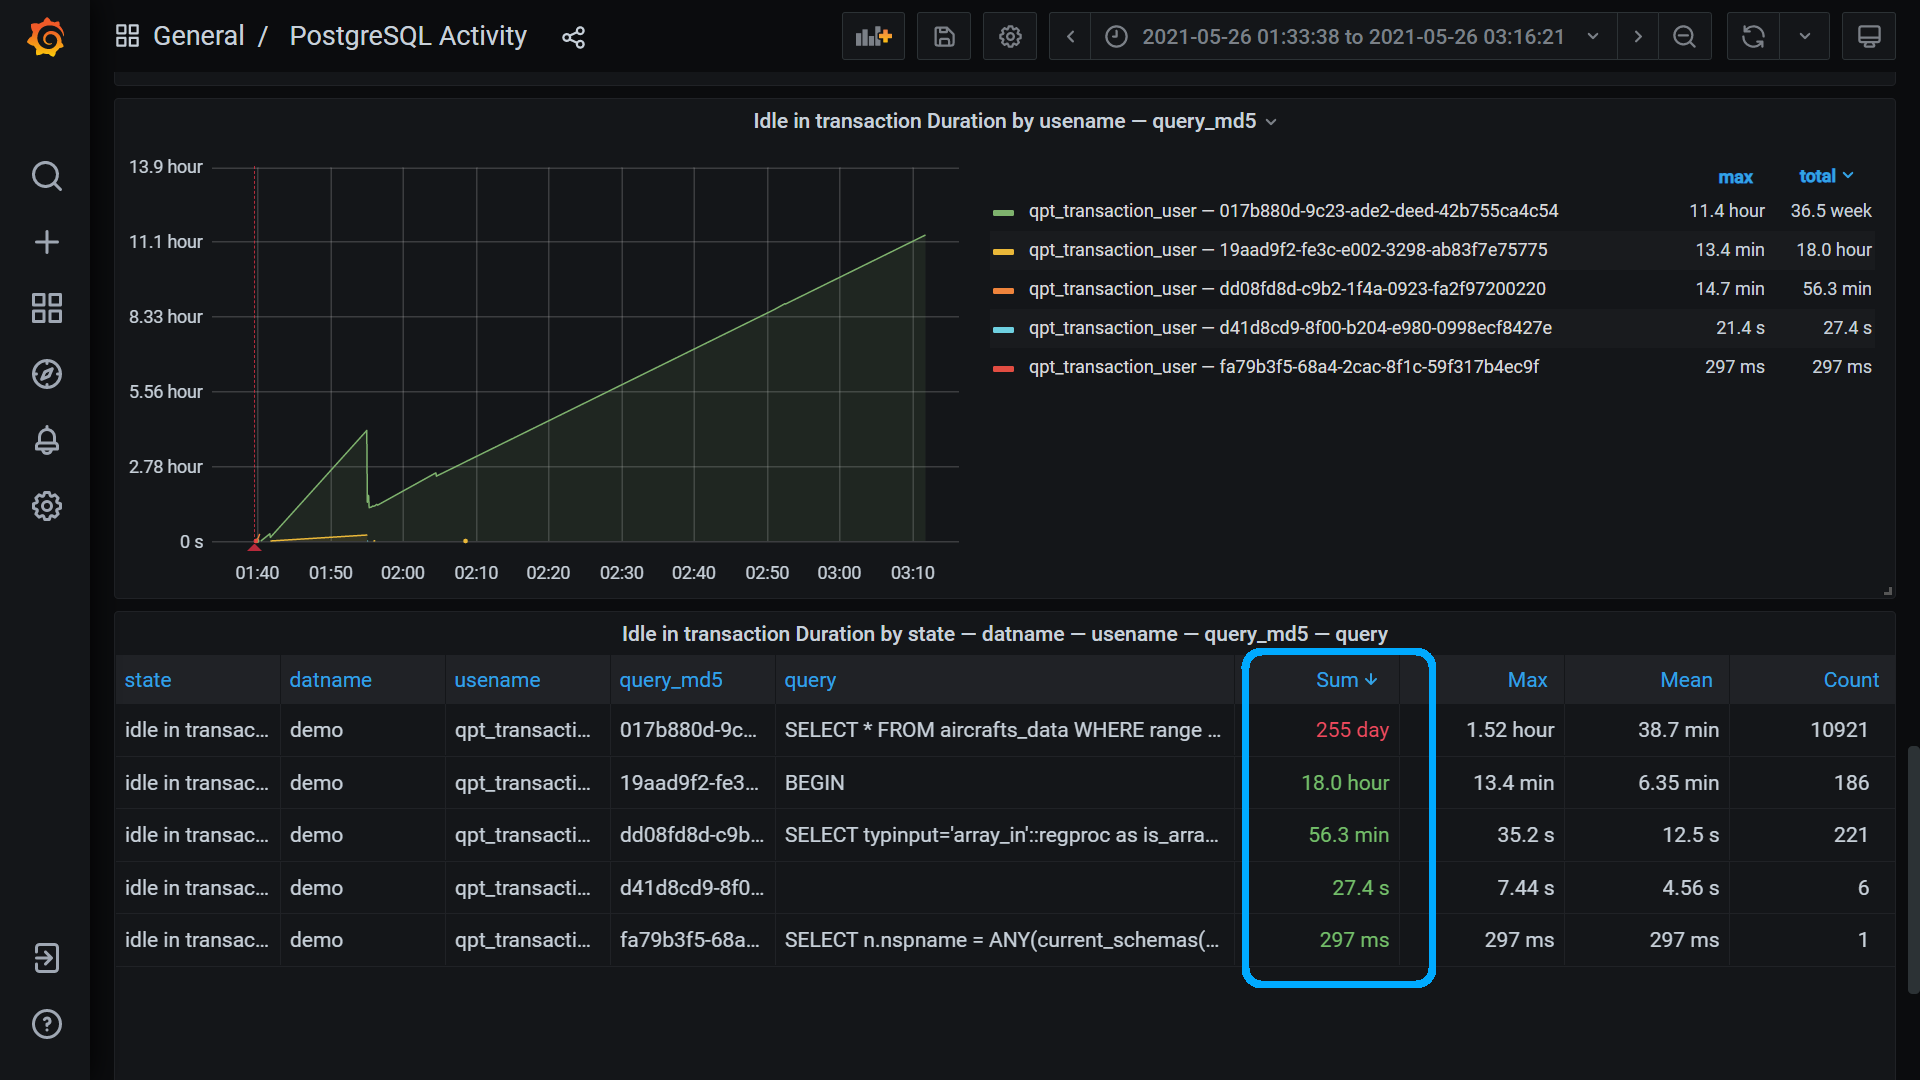 General / PostgreSQL Activity
2021-05-26 01:33:38 to 2021-05-26 03:16:21
Idle in transaction Duration by usename — query_md5
13.9 hour
11.1 hour
8.33 hour
5.56 hour
2.78 hour
0 s
01:40 01:50 02:00 02:10 02:20 02:30 02:40 02:50 03:00 03:10
max total
qpt_transaction_user — 017b880d-9c23-ade2-deed-42b755ca4c54 11.4 hour 36.5 week
qpt_transaction_user — 19aad9f2-fe3c-e002-3298-ab83f7e75775 13.4 min 18.0 hour
qpt_transaction_user — dd08fd8d-c9b2-1f4a-0923-fa2f97200220 14.7 min 56.3 min
qpt_transaction_user — d41d8cd9-8f00-b204-e980-0998ecf8427e 21.4 s 27.4 s
qpt_transaction_user — fa79b3f5-68a4-2cac-8f1c-59f317b4ec9f 297 ms 297 ms
Idle in transaction Duration by state — datname — usename — query_md5 — query
state datname usename query_md5 query Sum Max Mean Count
idle in transac... demo qpt_transacti... 017b880d-9c... SELECT * FROM aircrafts_data WHERE range ... 255 day 1.52 hour 38.7 min 10921
idle in transac... demo qpt_transacti... 19aad9f2-fe3... BEGIN 18.0 hour 13.4 min 6.35 min 186
idle in transac... demo qpt_transacti... dd08fd8d-c9b... SELECT typinput='array_in'::regproc as is_arra... 56.3 min 35.2 s 12.5 s 221
idle in transac... demo qpt_transacti... d41d8cd9-8f0... 27.4 s 7.44 s 4.56 s 6
idle in transac... demo qpt_transacti... fa79b3f5-68a... SELECT n.nspname = ANY(current_schemas(... 297 ms 297 ms 297 ms 1